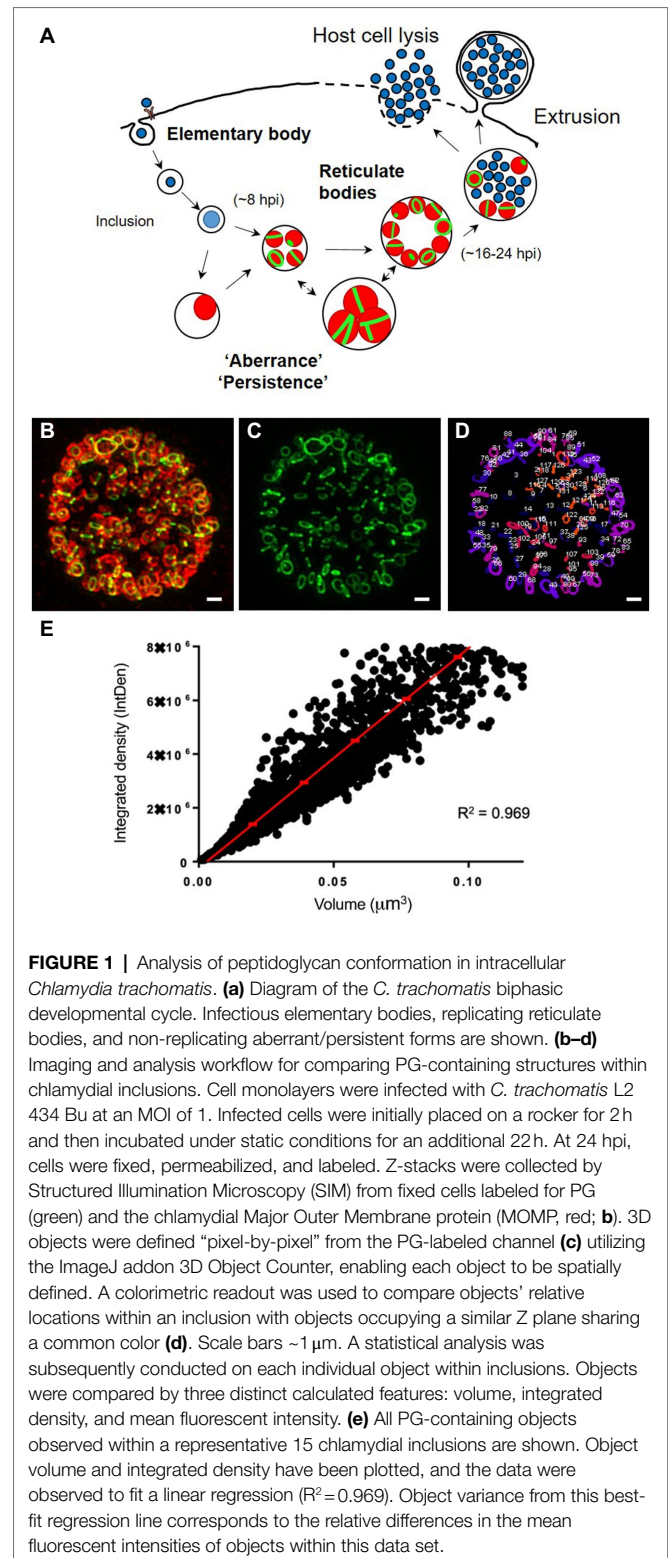 A
Host cell lysis
Extrusion
Elementary body
Reticulate
bodies
Inclusion
(~8 hpi)
(~16-24 hpi)
'Aberrance'
'Persistence'
B
C
D
E
Integrated density (IntDen)
8✖10 6
6✖10 6
4✖10 6
2✖10 6
0
R² = 0.969
0.00
0.05
0.10
Volume (μm³)
FIGURE 1 | Analysis of peptidoglycan conformation in intracellular
Chlamydia trachomatis. (a) Diagram of the C. trachomatis biphasic
developmental cycle. Infectious elementary bodies, replicating reticulate
bodies, and non-replicating aberrant/persistent forms are shown. (b–d)
Imaging and analysis workflow for comparing PG-containing structures within
chlamydial inclusions. Cell monolayers were infected with C. trachomatis L2
434 Bu at an MOI of 1. Infected cells were initially placed on a rocker for 2 h
and then incubated under static conditions for an additional 22 h. At 24 hpi,
cells were fixed, permeabilized, and labeled. Z-stacks were collected by
Structured Illumination Microscopy (SIM) from fixed cells labeled for PG
(green) and the chlamydial Major Outer Membrane protein (MOMP, red; b). 3D
objects were defined "pixel-by-pixel" from the PG-labeled channel (c) utilizing
the ImageJ addon 3D Object Counter, enabling each object to be spatially
defined. A colorimetric readout was used to compare objects' relative
locations within an inclusion with objects occupying a similar Z plane sharing
a common color (d). Scale bars ~1 μm. A statistical analysis was
subsequently conducted on each individual object within inclusions. Objects
were compared by three distinct calculated features: volume, integrated
density, and mean fluorescent intensity. (e) All PG-containing objects
observed within a representative 15 chlamydial inclusions are shown. Object
volume and integrated density have been plotted, and the data were
observed to fit a linear regression (R² = 0.969). Object variance from this best-
fit regression line corresponds to the relative differences in the mean
fluorescent intensities of objects within this data set.